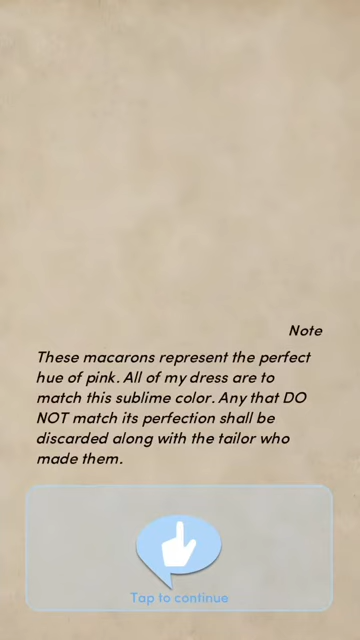 Note
These macarons represent the perfect
hue of pink. All of my dress are to
match this sublime color. Any that DO
NOT match its perfection shall be
discarded along with the tailor who
made them.
Tap to continue